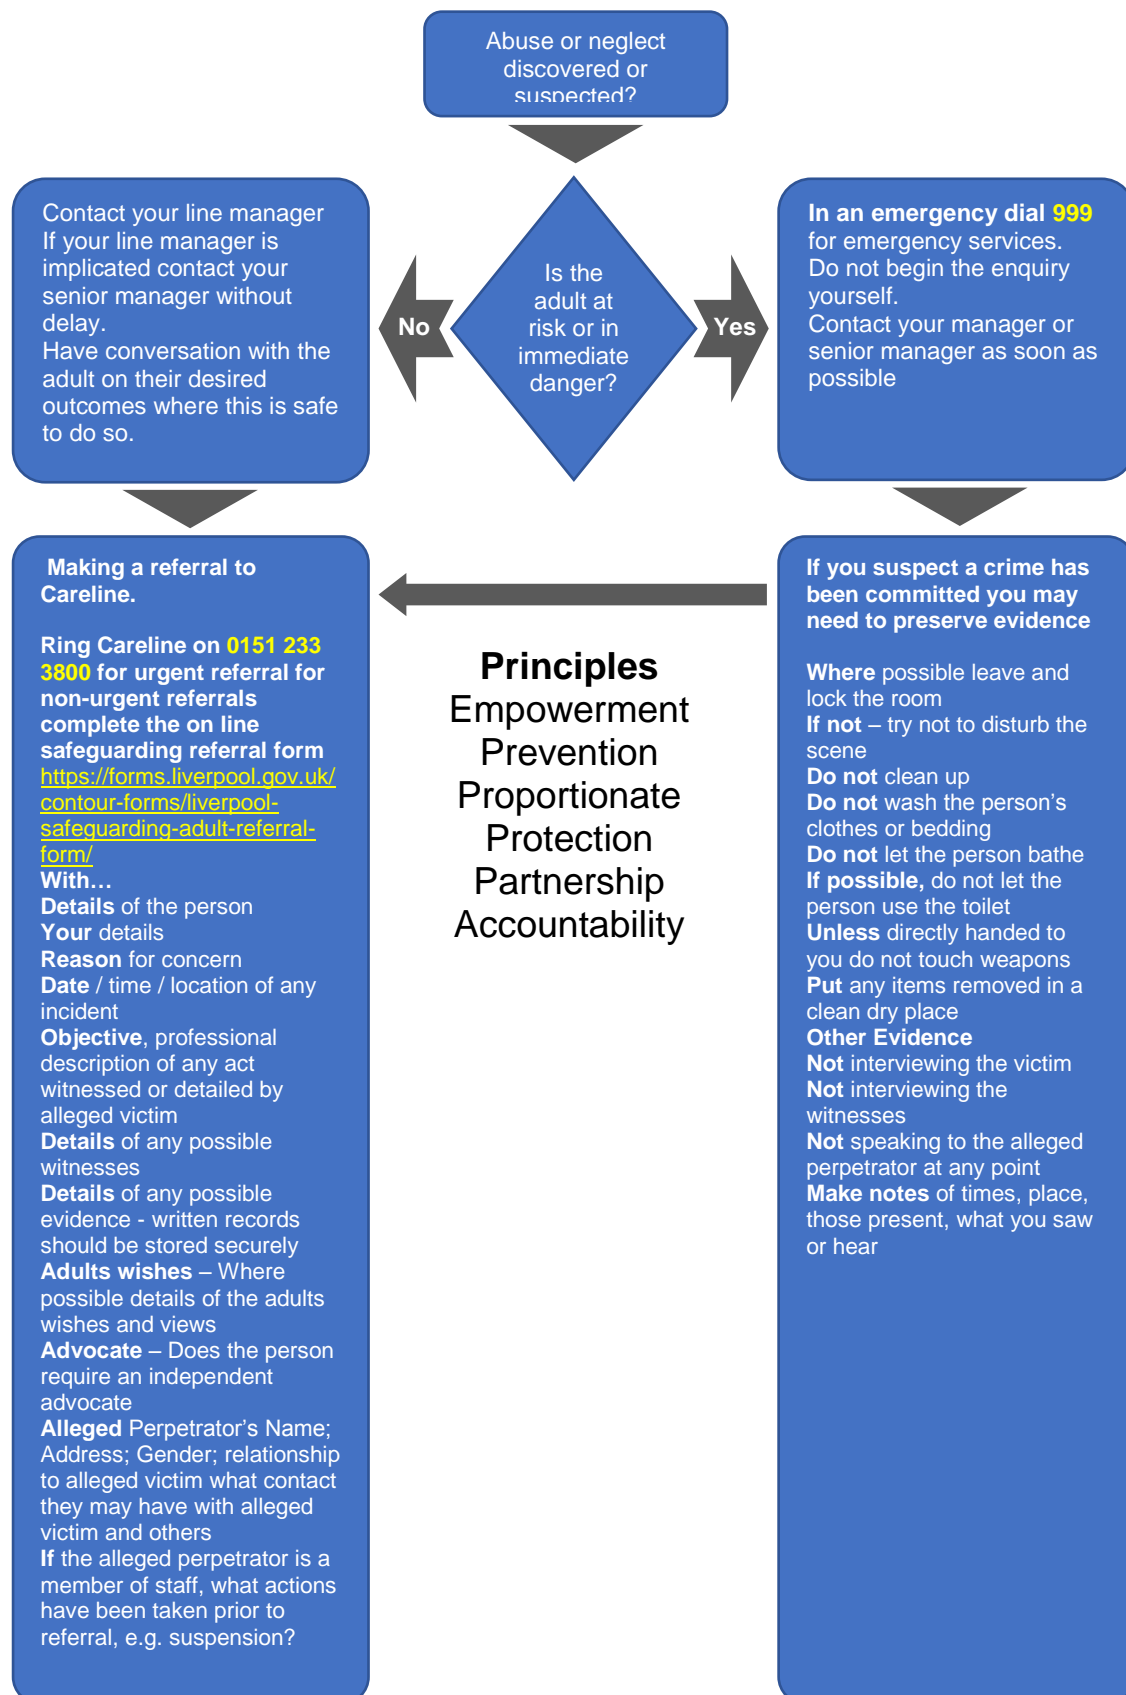 Abuse or neglect
discovered or
suspected?
Contact your line manager
If your line manager is
implicated contact your
senior manager without
delay.
Have conversation with the
adult on their desired
outcomes where this is safe
to do so.
No
Is the
adult at
risk or in
immediate
danger?
Yes
In an emergency dial 999
for emergency services.
Do not begin the enquiry
yourself.
Contact your manager or
senior manager as soon as
possible
Making a referral to
Careline.
Ring Careline on 0151 233
3800 for urgent referral for
non-urgent referrals
complete the on line
safeguarding referral form
https://forms.liverpool.gov.uk/
contour-forms/liverpool-
safeguarding-adult-referral-
form/
With…
Details of the person
Your details
Reason for concern
Date / time / location of any
incident
Objective, professional
description of any act
witnessed or detailed by
alleged victim
Details of any possible
witnesses
Details of any possible
evidence - written records
should be stored securely
Adults wishes – Where
possible details of the adults
wishes and views
Advocate – Does the person
require an independent
advocate
Alleged Perpetrator’s Name;
Address; Gender; relationship
to alleged victim what contact
they may have with alleged
victim and others
If the alleged perpetrator is a
member of staff, what actions
have been taken prior to
referral, e.g. suspension?
Principles
Empowerment
Prevention
Proportionate
Protection
Partnership
Accountability
If you suspect a crime has
been committed you may
need to preserve evidence
Where possible leave and
lock the room
If not – try not to disturb the
scene
Do not clean up
Do not wash the person’s
clothes or bedding
Do not let the person bathe
If possible, do not let the
person use the toilet
Unless directly handed to
you do not touch weapons
Put any items removed in a
clean dry place
Other Evidence
Not interviewing the victim
Not interviewing the
witnesses
Not speaking to the alleged
perpetrator at any point
Make notes of times, place,
those present, what you saw
or hear